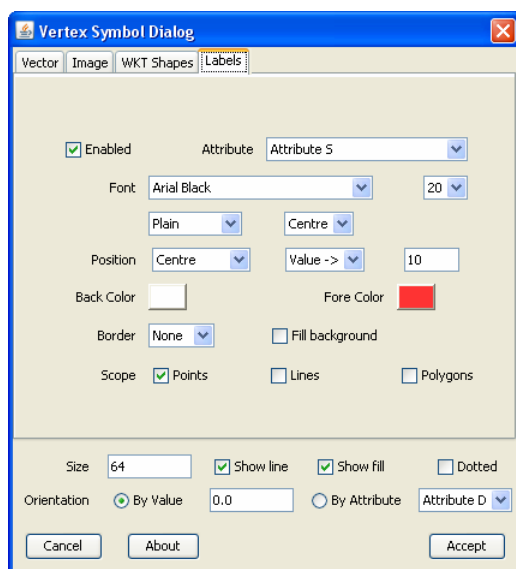 Vertex Symbol Dialog
Vector Image WKT Shapes Labels
Enabled Attribute Attribute S
Font Arial Black 20
Plain Centre
Position Centre Value -> 10
Back Color Fore Color
Border None Fill background
Scope Points Lines Polygons
Size 64 Show line Show fill Dotted
Orientation By Value 0.0 By Attribute Attribute D
Cancel About Accept